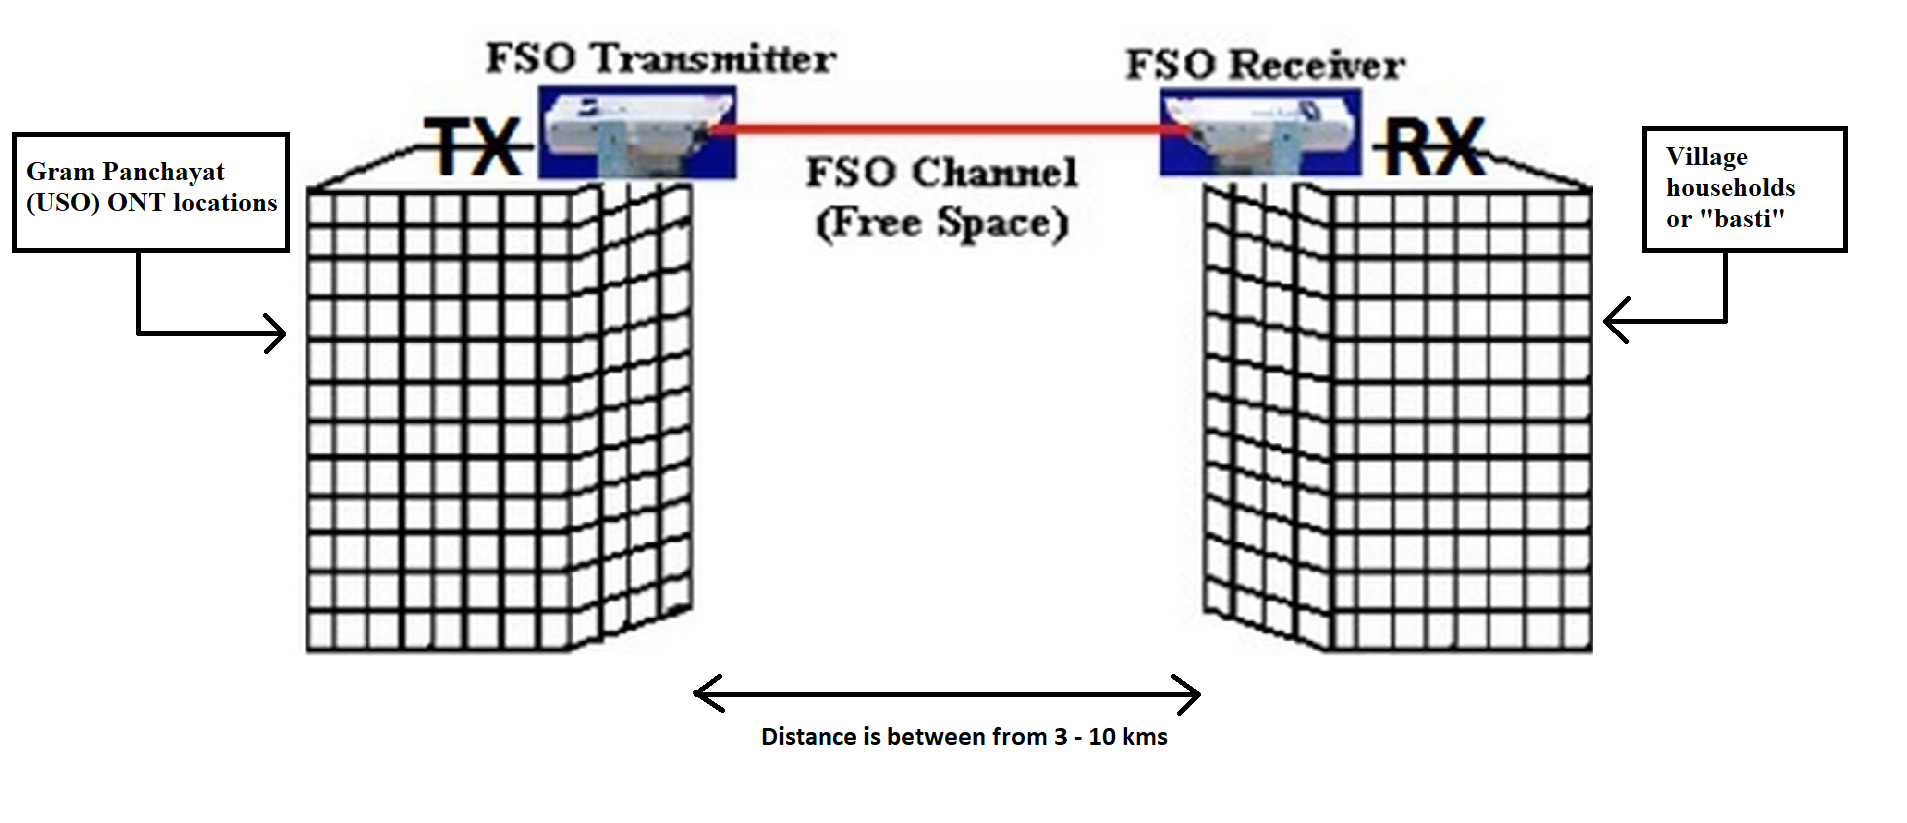 FSO Transmitter
FSO Receiver
TX
RX
Gram Panchayat
(USO) ONT locations
Village
households
or "basti"
FSO Channel
(Free Space)
Distance is between from 3 - 10 kms